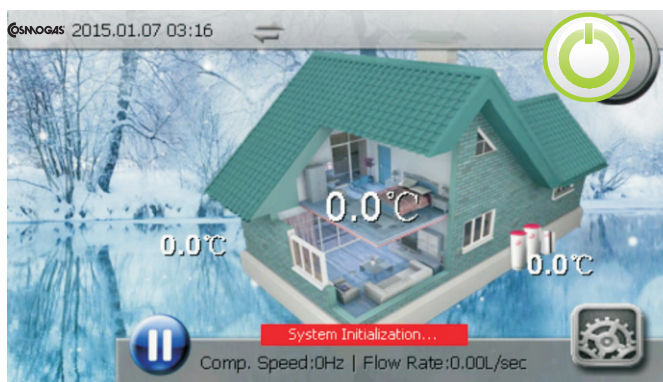 COSMOGAS 2015.01.07 03:16
0.0°C
0.0°C
0.0°C
System Initialization...
Comp. Speed:0Hz | Flow Rate:0.00L/sec